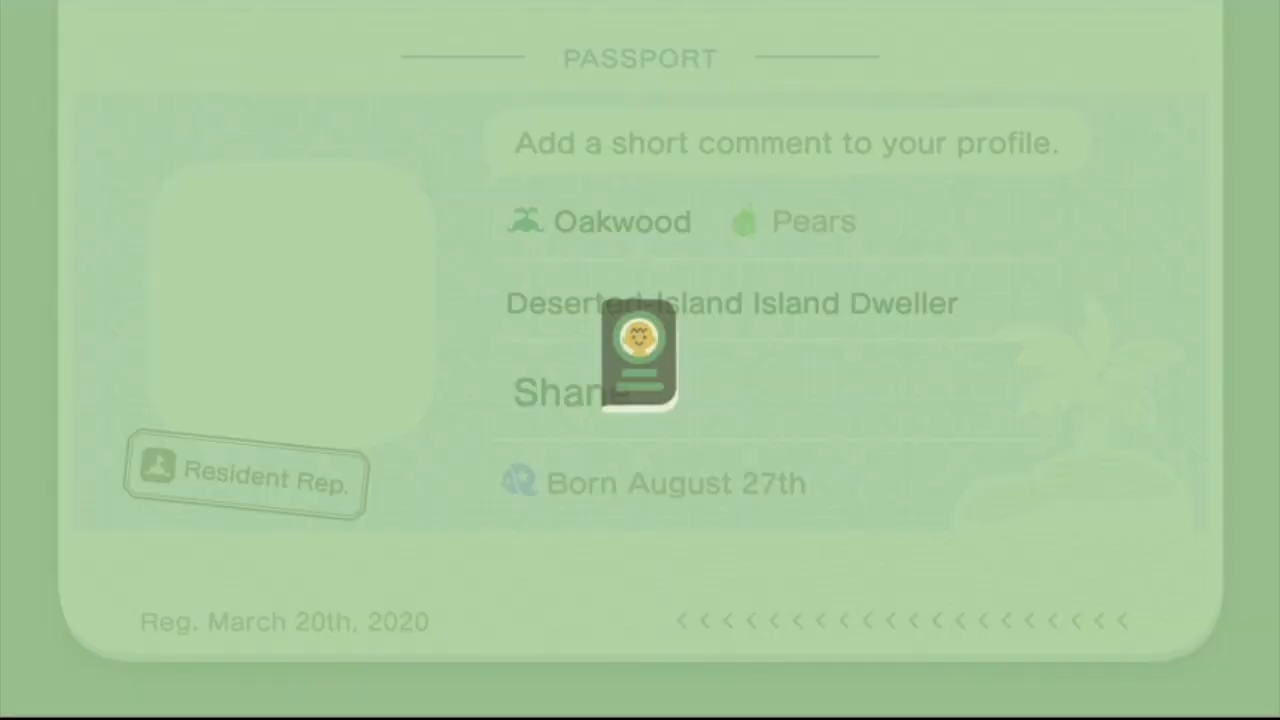 PASSPORT
Add a short comment to your profile.
Oakwood Pears
Deserted-Island Island Dweller
Shane
Born August 27th
Resident Rep.
Reg. March 20th, 2020
<<<<<<<<<<<<<<<<<<<<